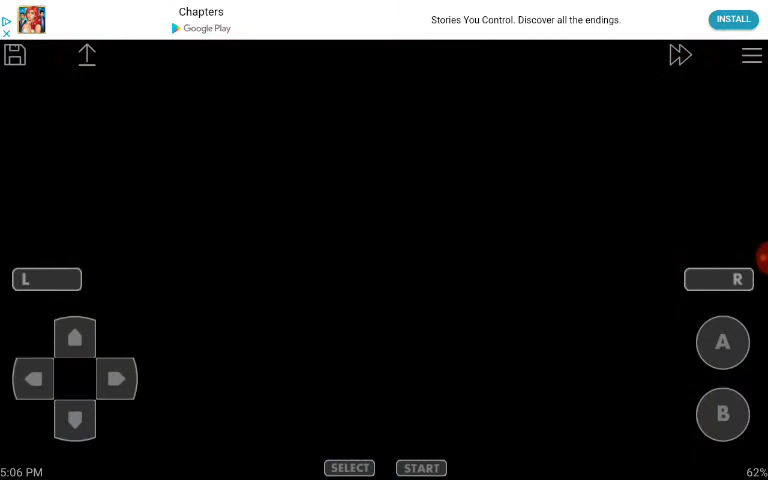 Chapters
Google Play
Stories You Control. Discover all the endings.
INSTALL
L
R
A
B
SELECT
START
5:06 PM
62%